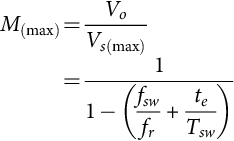 M(max) = Vo / Vs(max)
= 1 / (1 − (fsw / fr + te / Tsw))